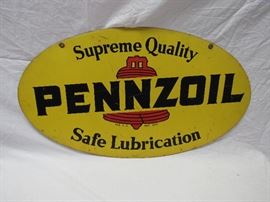 Supreme Quality
PENNZOIL
Safe Lubrication